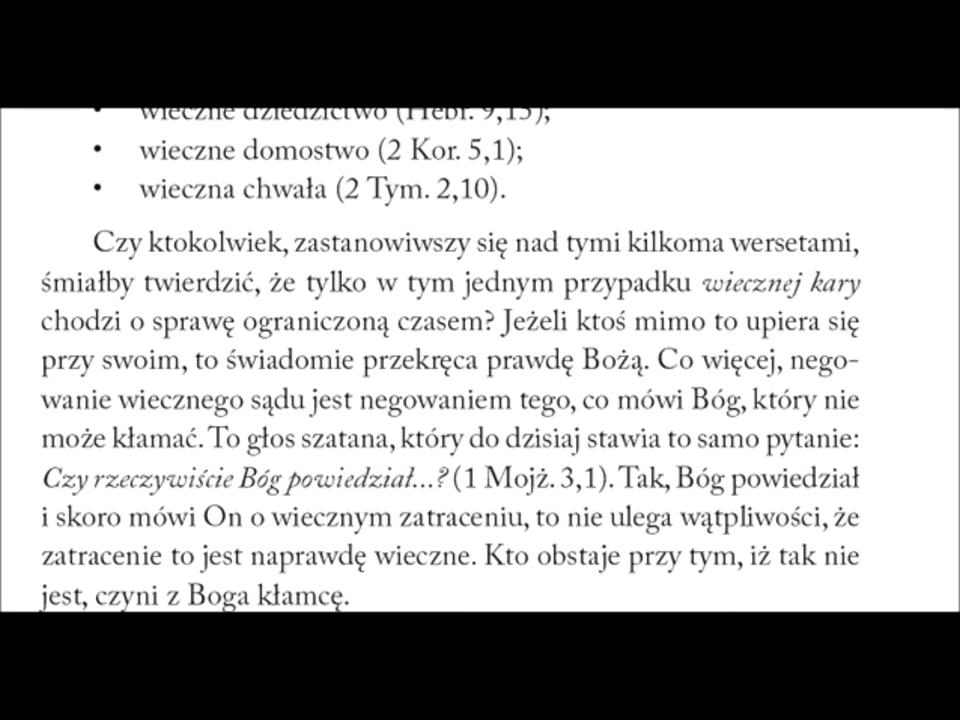 • wieczne dziedzictwo (Hebr. 9,15);
• wieczne domostwo (2 Kor. 5,1);
• wieczna chwała (2 Tym. 2,10).
Czy ktokolwiek, zastanowiwszy się nad tymi kilkoma wersetami,
śmiałby twierdzić, że tylko w tym jednym przypadku wiecznej kary
chodzi o sprawę ograniczoną czasem? Jeżeli ktoś mimo to upiera się
przy swoim, to świadomie przekręca prawdę Bożą. Co więcej, nego-
wanie wiecznego sądu jest negowaniem tego, co mówi Bóg, który nie
może kłamać. To głos szatana, który do dzisiaj stawia to samo pytanie:
Czy rzeczywiście Bóg powiedział...? (1 Mojż. 3,1). Tak, Bóg powiedział
i skoro mówi On o wiecznym zatraceniu, to nie ulega wątpliwości, że
zatracenie to jest naprawdę wieczne. Kto obstaje przy tym, iż tak nie
jest, czyni z Boga kłamcę.